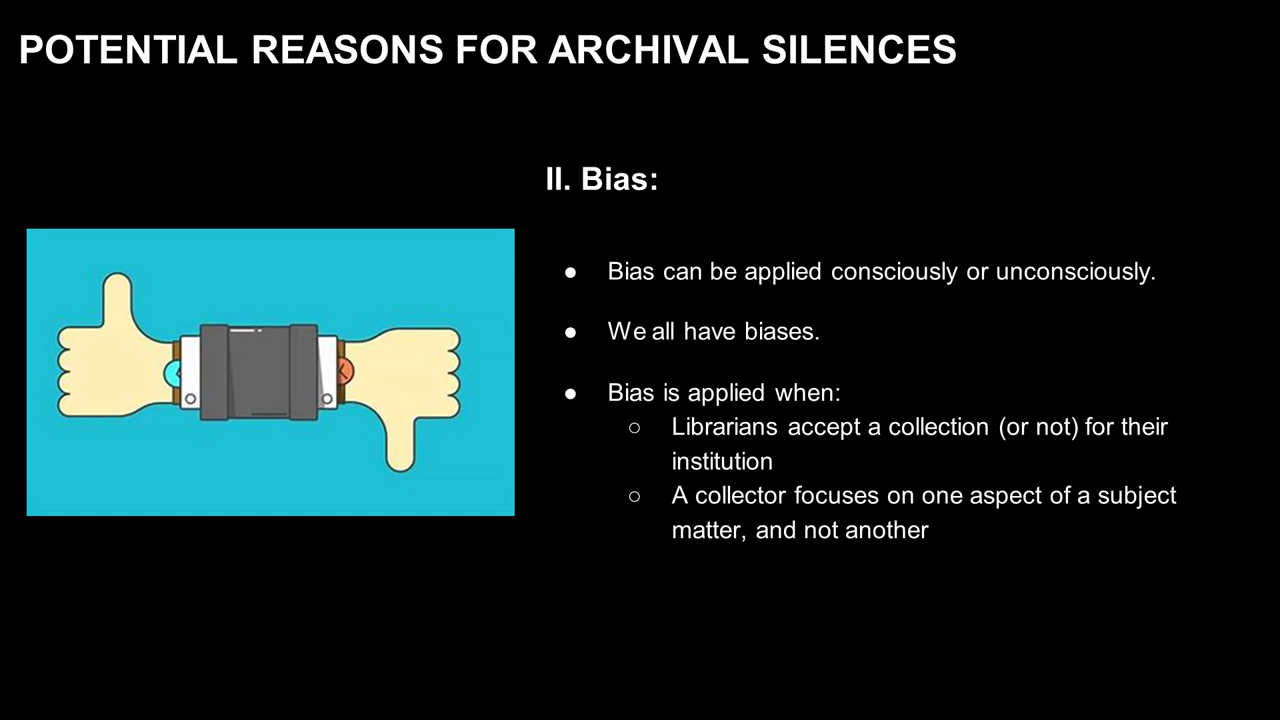 POTENTIAL REASONS FOR ARCHIVAL SILENCES
II. Bias:
● Bias can be applied consciously or unconsciously.
● We all have biases.
● Bias is applied when:
○ Librarians accept a collection (or not) for their
institution
○ A collector focuses on one aspect of a subject
matter, and not another